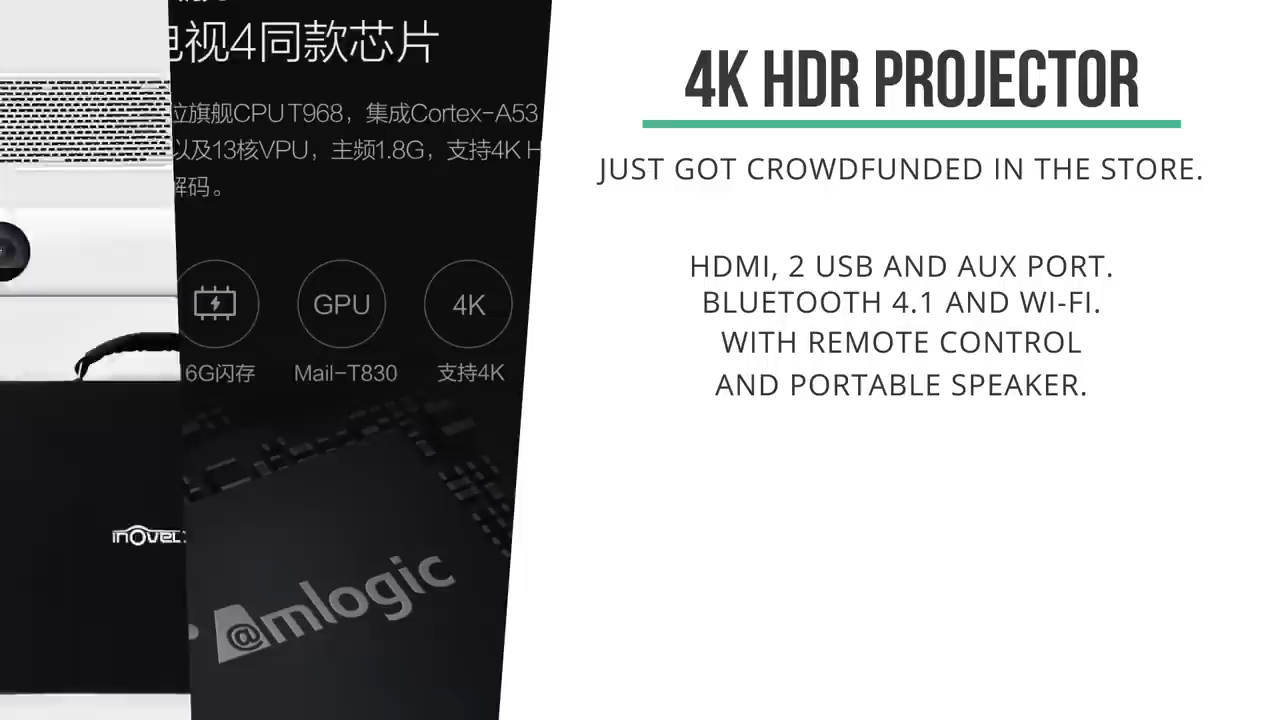 视4同款芯片
位旗舰CPU T968，集成Cortex-A53
以及13核VPU，主频1.8G，支持4K H
解码。
GPU
4K
6G闪存
Mail-T830
支持4K
@mlogic
4K HDR PROJECTOR
JUST GOT CROWDFUNDED IN THE STORE.
HDMI, 2 USB AND AUX PORT.
BLUETOOTH 4.1 AND WI-FI.
WITH REMOTE CONTROL
AND PORTABLE SPEAKER.
inovel